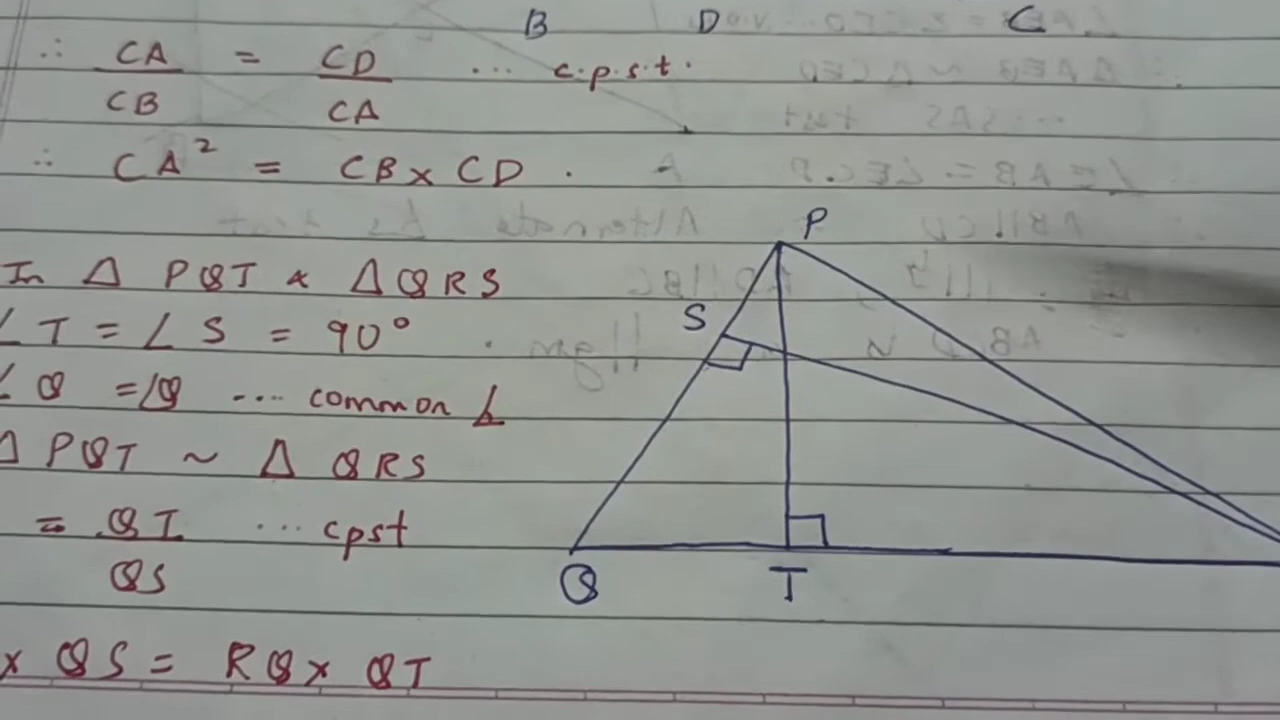 B D C
∴ CA = CD ... c.p.s.t.
CB CA
∴ CA² = CB x CD .
In Δ PQT & ΔQRS
∠T = ∠S = 90°
∠Q = ∠Q ... common ∠
Δ PQT ~ Δ QRS
= QT ... cpst
QS
x QS = RQ x QT
P
S
Q T